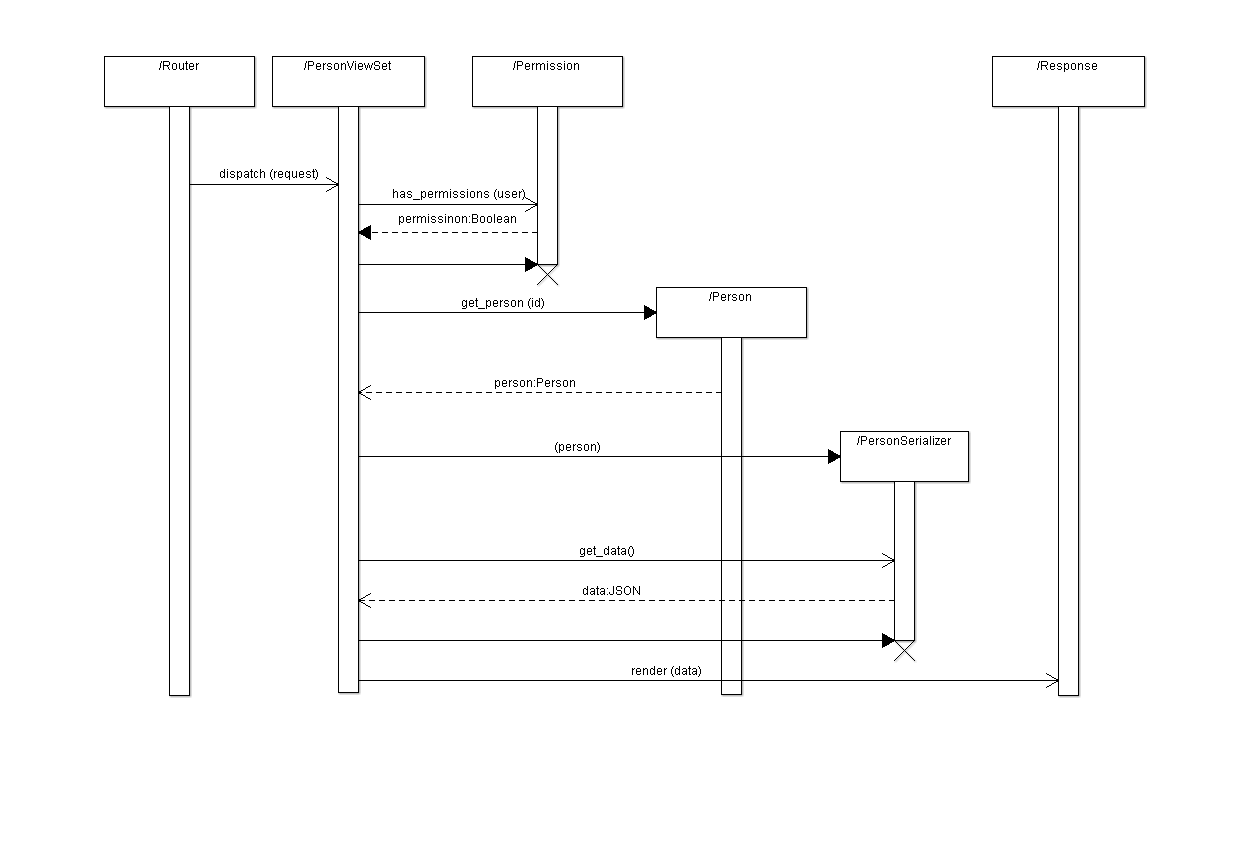 /Router
/PersonViewSet
/Permission
/Response
dispatch (request)
has_permissions (user)
permissinon:Boolean
/Person
get_person (id)
person:Person
/PersonSerializer
(person)
get_data()
data:JSON
render (data)